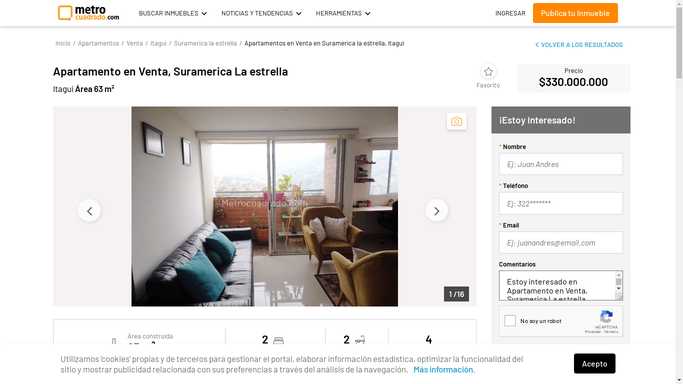 metro
cuadrado.com
BUSCAR INMUEBLES
NOTICIAS Y TENDENCIAS
HERRAMIENTAS
INGRESAR
Publica tu Inmueble
Inicio / Apartamentos / Venta / Itagui / Suramerica la estrella / Apartamentos en Venta en Suramerica la estrella, Itagui
VOLVER A LOS RESULTADOS
Apartamento en Venta, Suramerica La estrella
Itagui Área 63 m²
Favorito
Precio
$330.000.000
Metrocuadrado.com
1 / 16
¡Estoy Interesado!
* Nombre
Ej: Juan Andres
* Teléfono
Ej: 322*******
* Email
Ej: juanandres@email.com
Comentarios
Estoy interesado en
Apartamento en Venta,
Suramerica La estrella
No soy un robot
reCAPTCHA
Privacidad - Términos
Área construida
2
2
4
Utilizamos 'cookies' propias y de terceros para gestionar el portal, elaborar información estadística, optimizar la funcionalidad del
sitio y mostrar publicidad relacionada con sus preferencias a través del análisis de la navegación. Más información.
Acepto